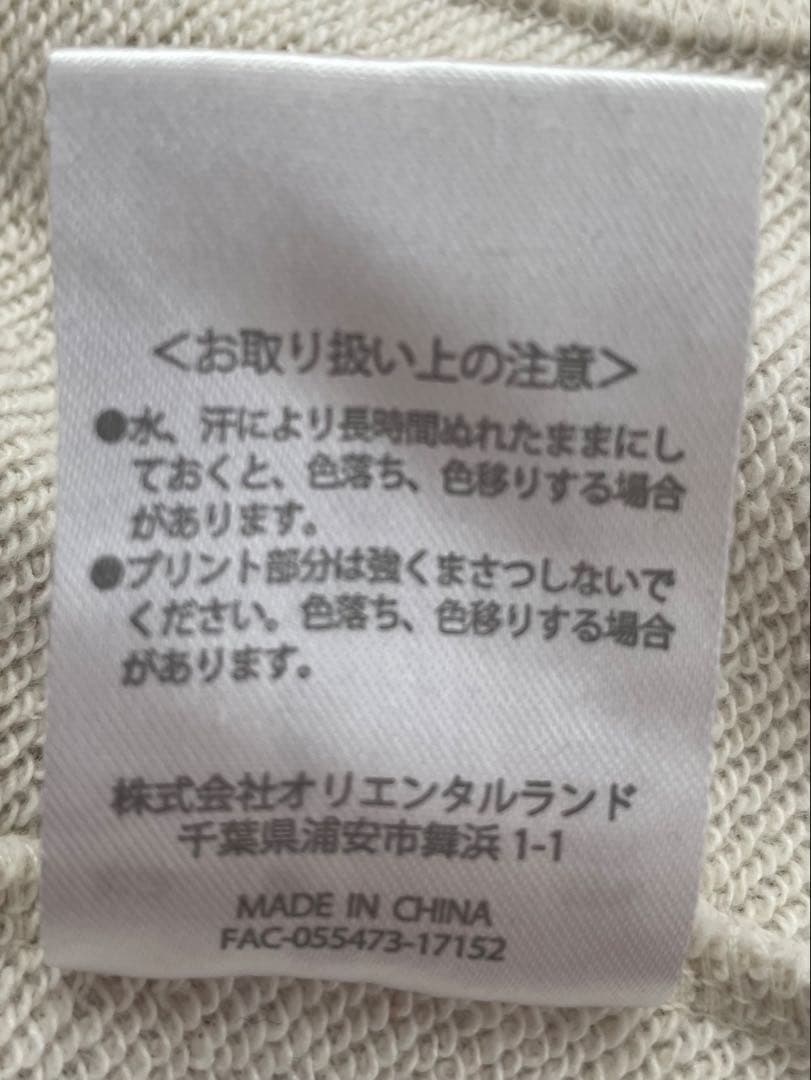 <お取り扱い上の注意>
●水、汗により長時間ぬれたままにし
ておくと、色落ち、色移りする場合
があります。
●プリント部分は強くまさつしないで
ください。色落ち、色移りする場合
があります。
株式会社オリエンタルランド
千葉県浦安市舞浜 1-1
MADE IN CHINA
FAC-055473-17152